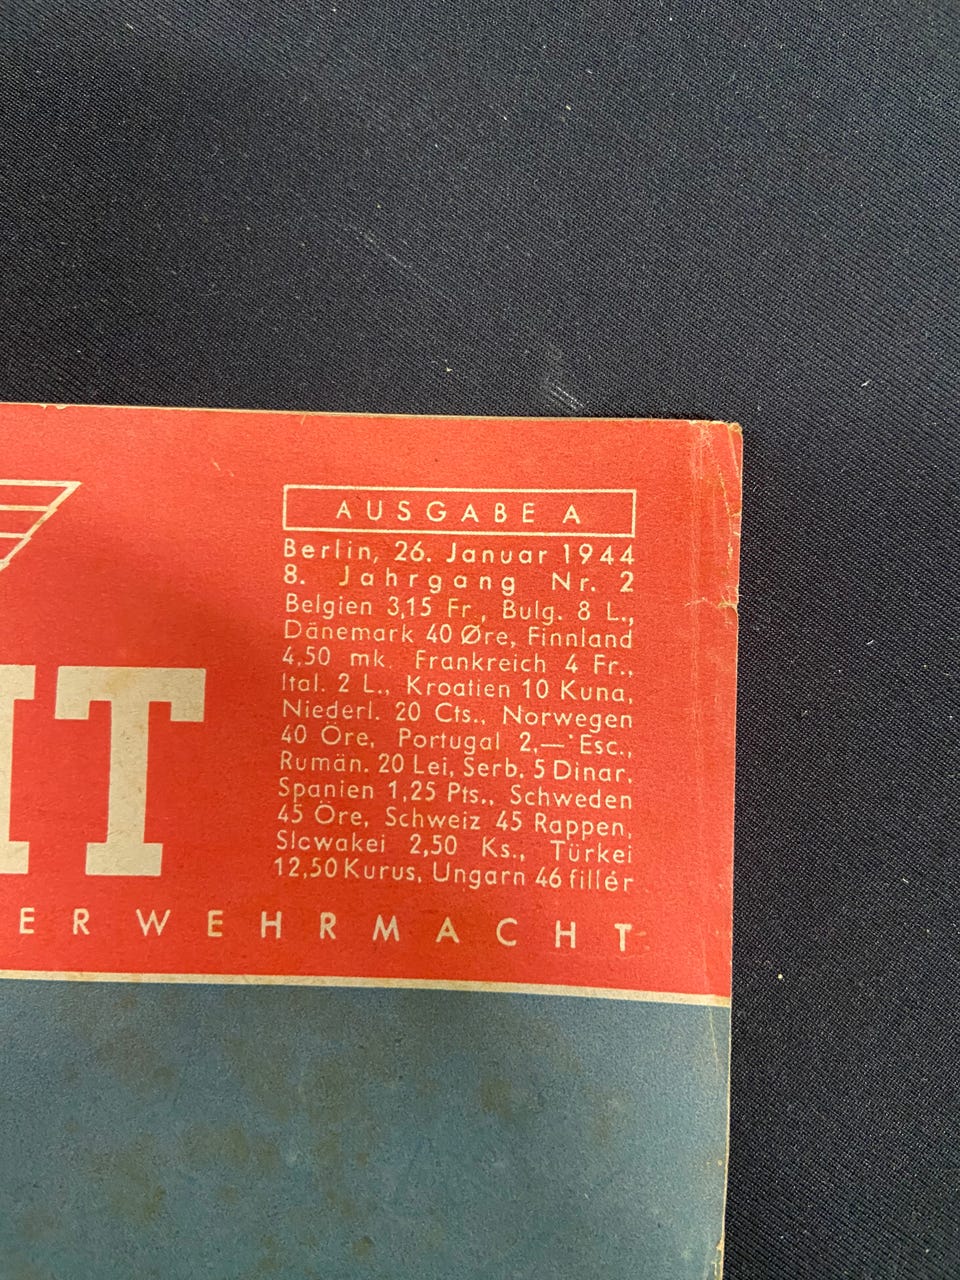 AUSGABE A
Berlin, 26. Januar 1944
8. Jahrgang Nr. 2
Belgien 3,15 Fr., Bulg. 8 L.,
Dänemark 40 Øre, Finnland
4,50 mk. Frankreich 4 Fr.,
Ital. 2 L., Kroatien 10 Kuna,
Niederl. 20 Cts., Norwegen
40 Öre, Portugal 2,— Esc.,
Rumän. 20 Lei, Serb. 5 Dinar,
Spanien 1,25 Pts., Schweden
45 Öre, Schweiz 45 Rappen,
Slowakei 2,50 Ks., Türkei
12,50 Kurus, Ungarn 46 fillér
HT
ER WEHRMACHT